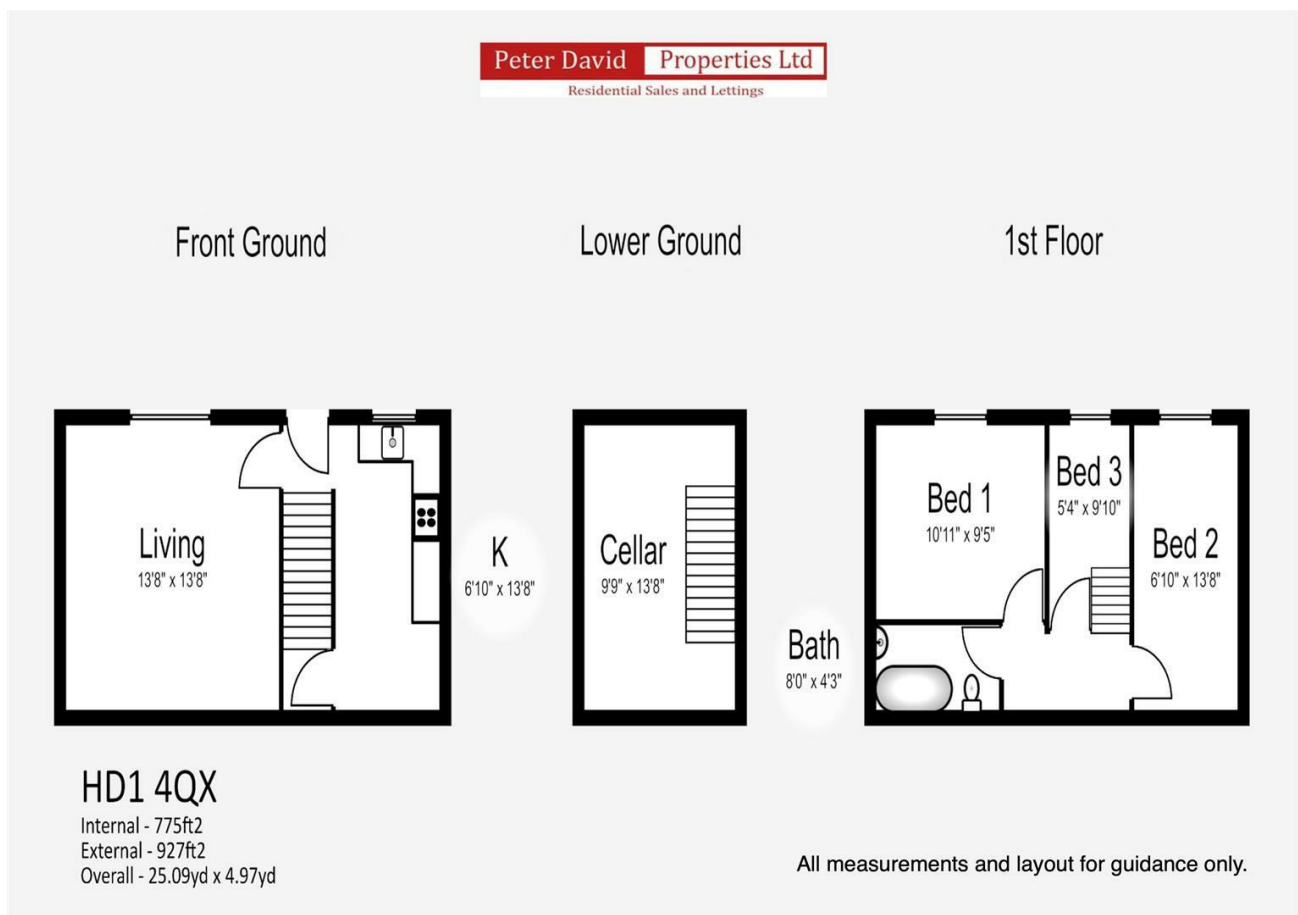 Peter David Properties Ltd
Residential Sales and Lettings
Front Ground
Lower Ground
1st Floor
Living
13'8" x 13'8"
K
6'10" x 13'8"
Cellar
9'9" x 13'8"
Bath
8'0" x 4'3"
Bed 1
10'11" x 9'5"
Bed 3
5'4" x 9'10"
Bed 2
6'10" x 13'8"
HD1 4QX
Internal - 775ft2
External - 927ft2
Overall - 25.09yd x 4.97yd
All measurements and layout for guidance only.